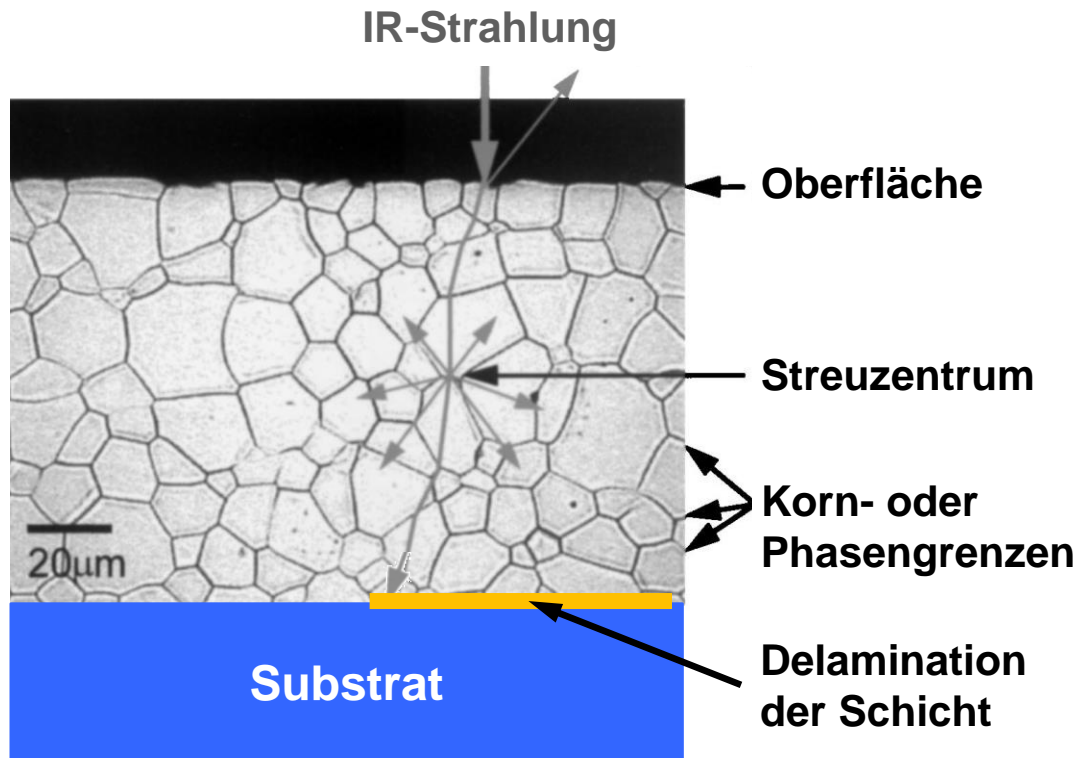 IR-Strahlung
Oberfläche
Streuzentrum
Korn- oder
Phasengrenzen
20µm
Delamination
der Schicht
Substrat